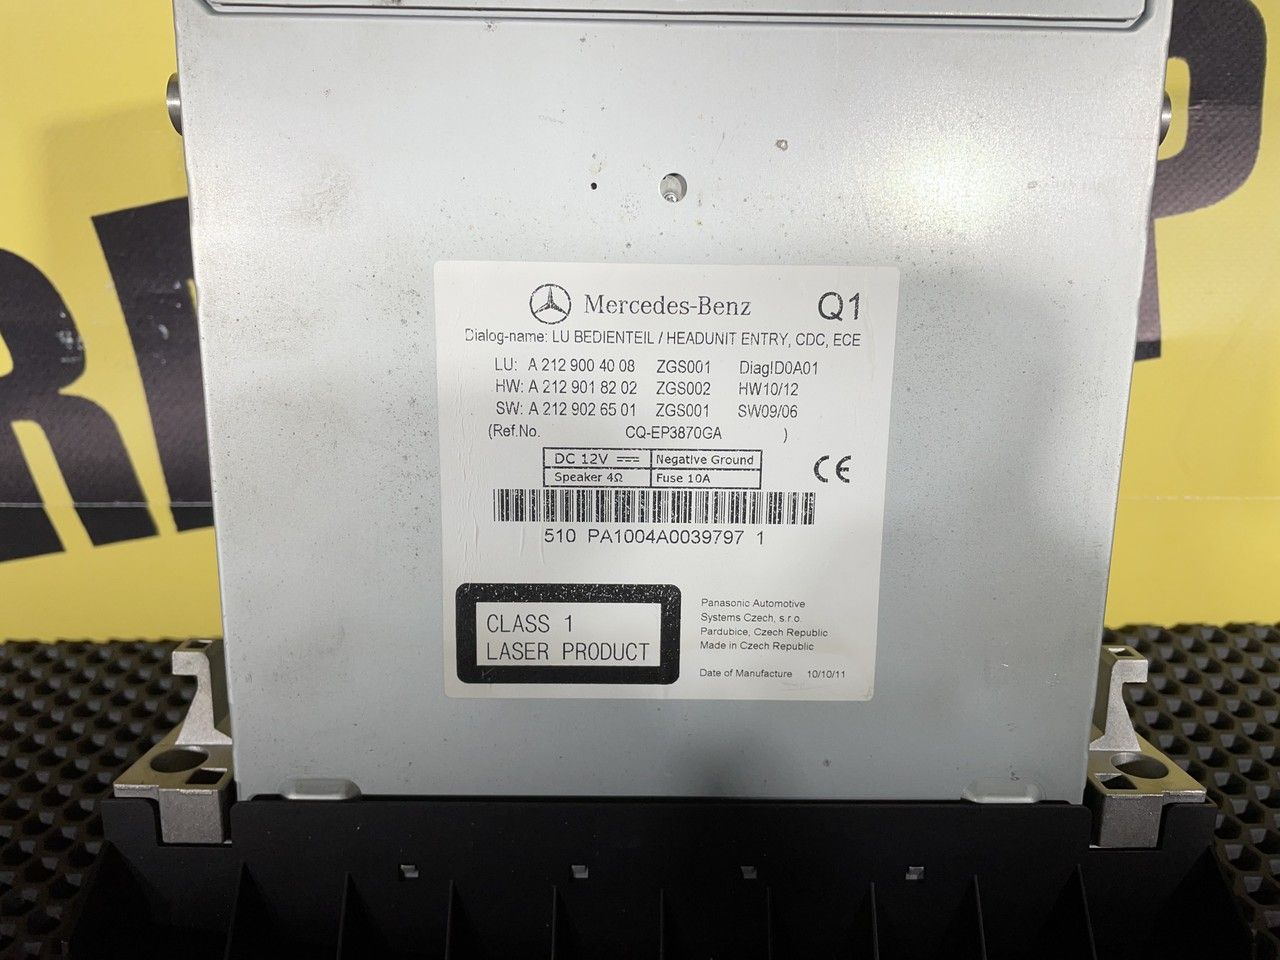 Mercedes-Benz Q1
Dialog-name: LU BEDIENTEIL / HEADUNIT ENTRY, CDC, ECE
LU: A 212 900 40 08 ZGS001 DiagID0A01
HW: A 212 901 82 02 ZGS002 HW10/12
SW: A 212 902 65 01 ZGS001 SW09/06
(Ref.No. CQ-EP3870GA )
DC 12V Negative Ground
Speaker 4Ω Fuse 10A
CE
510 PA1004A0039797 1
CLASS 1
LASER PRODUCT
Panasonic Automotive
Systems Czech, s.r.o.
Pardubice, Czech Republic
Made in Czech Republic
Date of Manufacture 10/10/11